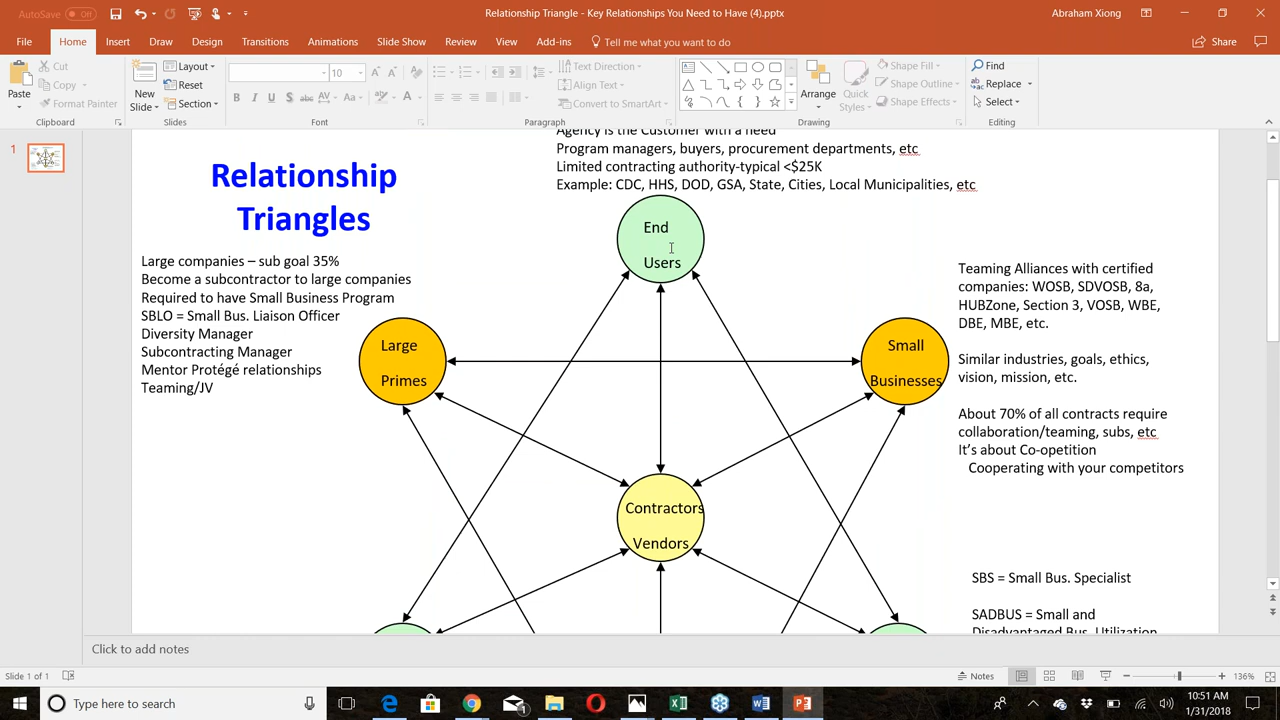 AutoSave Off
Relationship Triangle - Key Relationships You Need to Have (4).pptx
Abraham Xiong
File Home Insert Draw Design Transitions Animations Slide Show Review View Add-ins Tell me what you want to do Share
Paste
Cut
Copy
Format Painter
Clipboard
New
Slide
Layout
Reset
Section
Slides
10
Font
Text Direction
Align Text
Convert to SmartArt
Paragraph
Arrange
Quick
Styles
Shape Fill
Shape Outline
Shape Effects
Drawing
Find
Replace
Select
Editing
1
Agency is the Customer with a need
Program managers, buyers, procurement departments, etc
Limited contracting authority-typical <$25K
Example: CDC, HHS, DOD, GSA, State, Cities, Local Municipalities, etc
Relationship
Triangles
Large companies – sub goal 35%
Become a subcontractor to large companies
Required to have Small Business Program
SBLO = Small Bus. Liaison Officer
Diversity Manager
Subcontracting Manager
Mentor Protégé relationships
Teaming/JV
End
Users
Large
Primes
Small
Businesses
Contractors
Vendors
Teaming Alliances with certified
companies: WOSB, SDVOSB, 8a,
HUBZone, Section 3, VOSB, WBE,
DBE, MBE, etc.
Similar industries, goals, ethics,
vision, mission, etc.
About 70% of all contracts require
collaboration/teaming, subs, etc
It's about Co-opetition
Cooperating with your competitors
SBS = Small Bus. Specialist
SADBUS = Small and
Disadvantaged Bus. Utilization
Click to add notes
Slide 1 of 1
Notes
136%
Type here to search
10:51 AM
1/31/2018